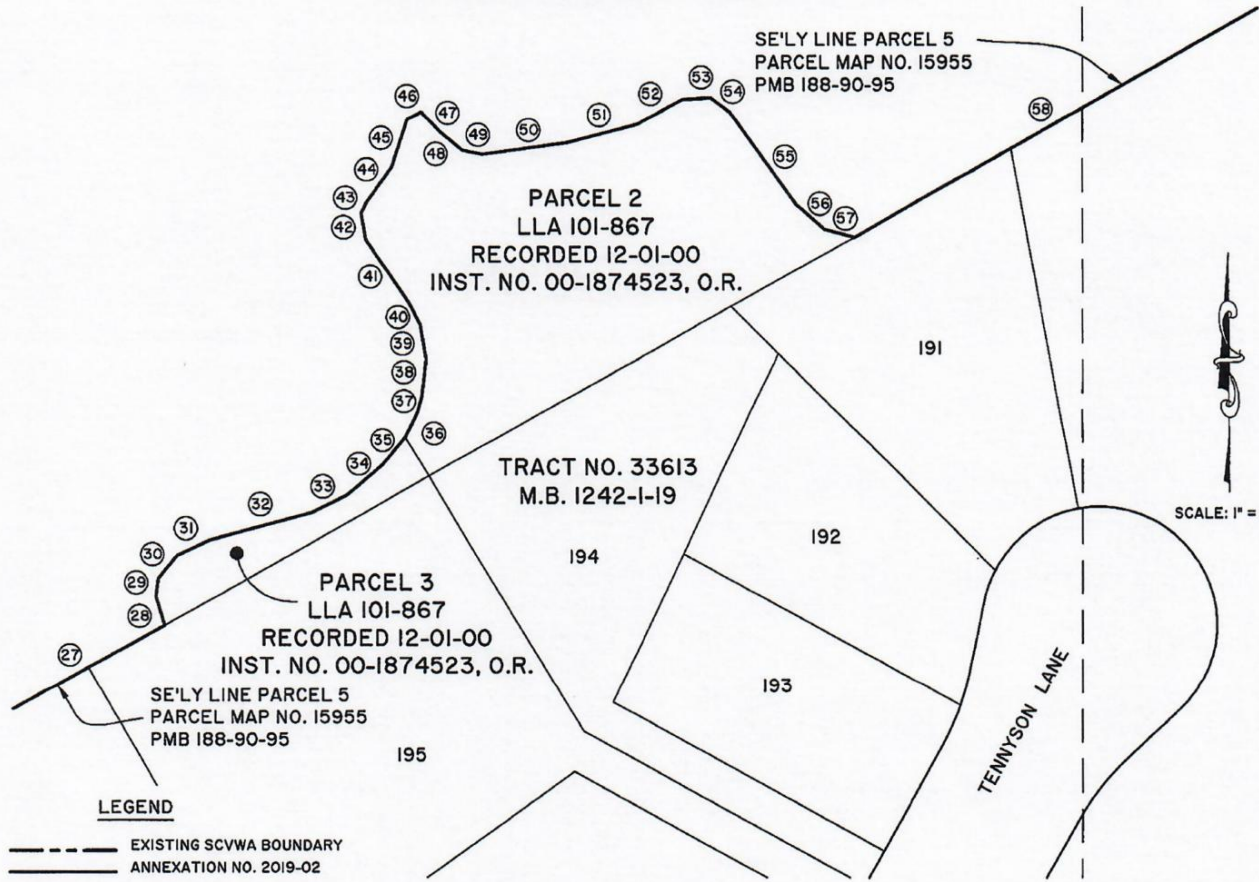 SE'LY LINE PARCEL 5
PARCEL MAP NO. 15955
PMB 188-90-95
58
53
54
52
51
50
49
47
46
48
45
44
43
42
41
40
39
38
37
36
35
34
33
32
31
30
29
28
27
55
56
57
PARCEL 2
LLA 101-867
RECORDED 12-01-00
INST. NO. 00-1874523, O.R.
191
TRACT NO. 33613
M.B. 1242-1-19
194
192
193
SCALE: 1" =
PARCEL 3
LLA 101-867
RECORDED 12-01-00
INST. NO. 00-1874523, O.R.
SE'LY LINE PARCEL 5
PARCEL MAP NO. 15955
PMB 188-90-95
195
TENNYSON LANE
LEGEND
EXISTING SCVWA BOUNDARY
ANNEXATION NO. 2019-02